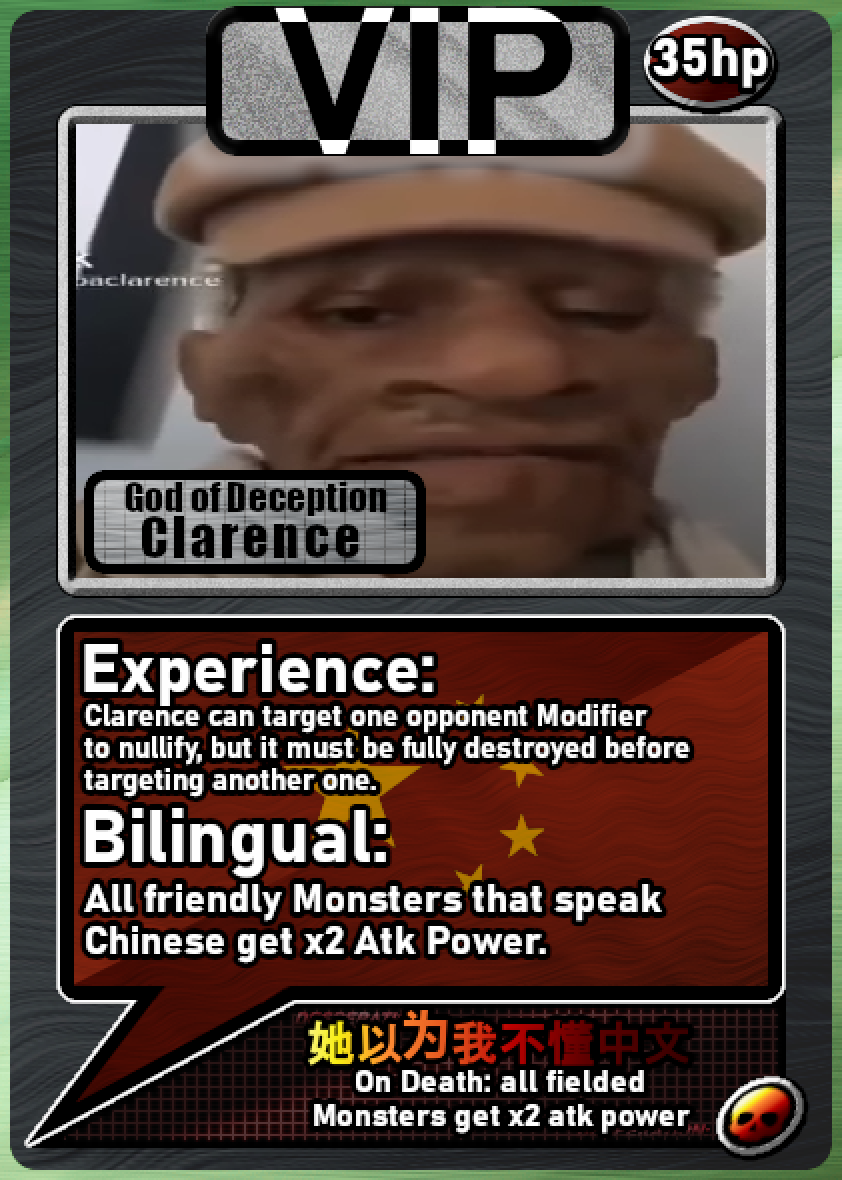 VIP
35hp
baclarence
God of Deception
Clarence
Experience:
Clarence can target one opponent Modifier
to nullify, but it must be fully destroyed before
targeting another one.
Bilingual:
All friendly Monsters that speak
Chinese get x2 Atk Power.
她以为我不懂中文
On Death: all fielded
Monsters get x2 atk power